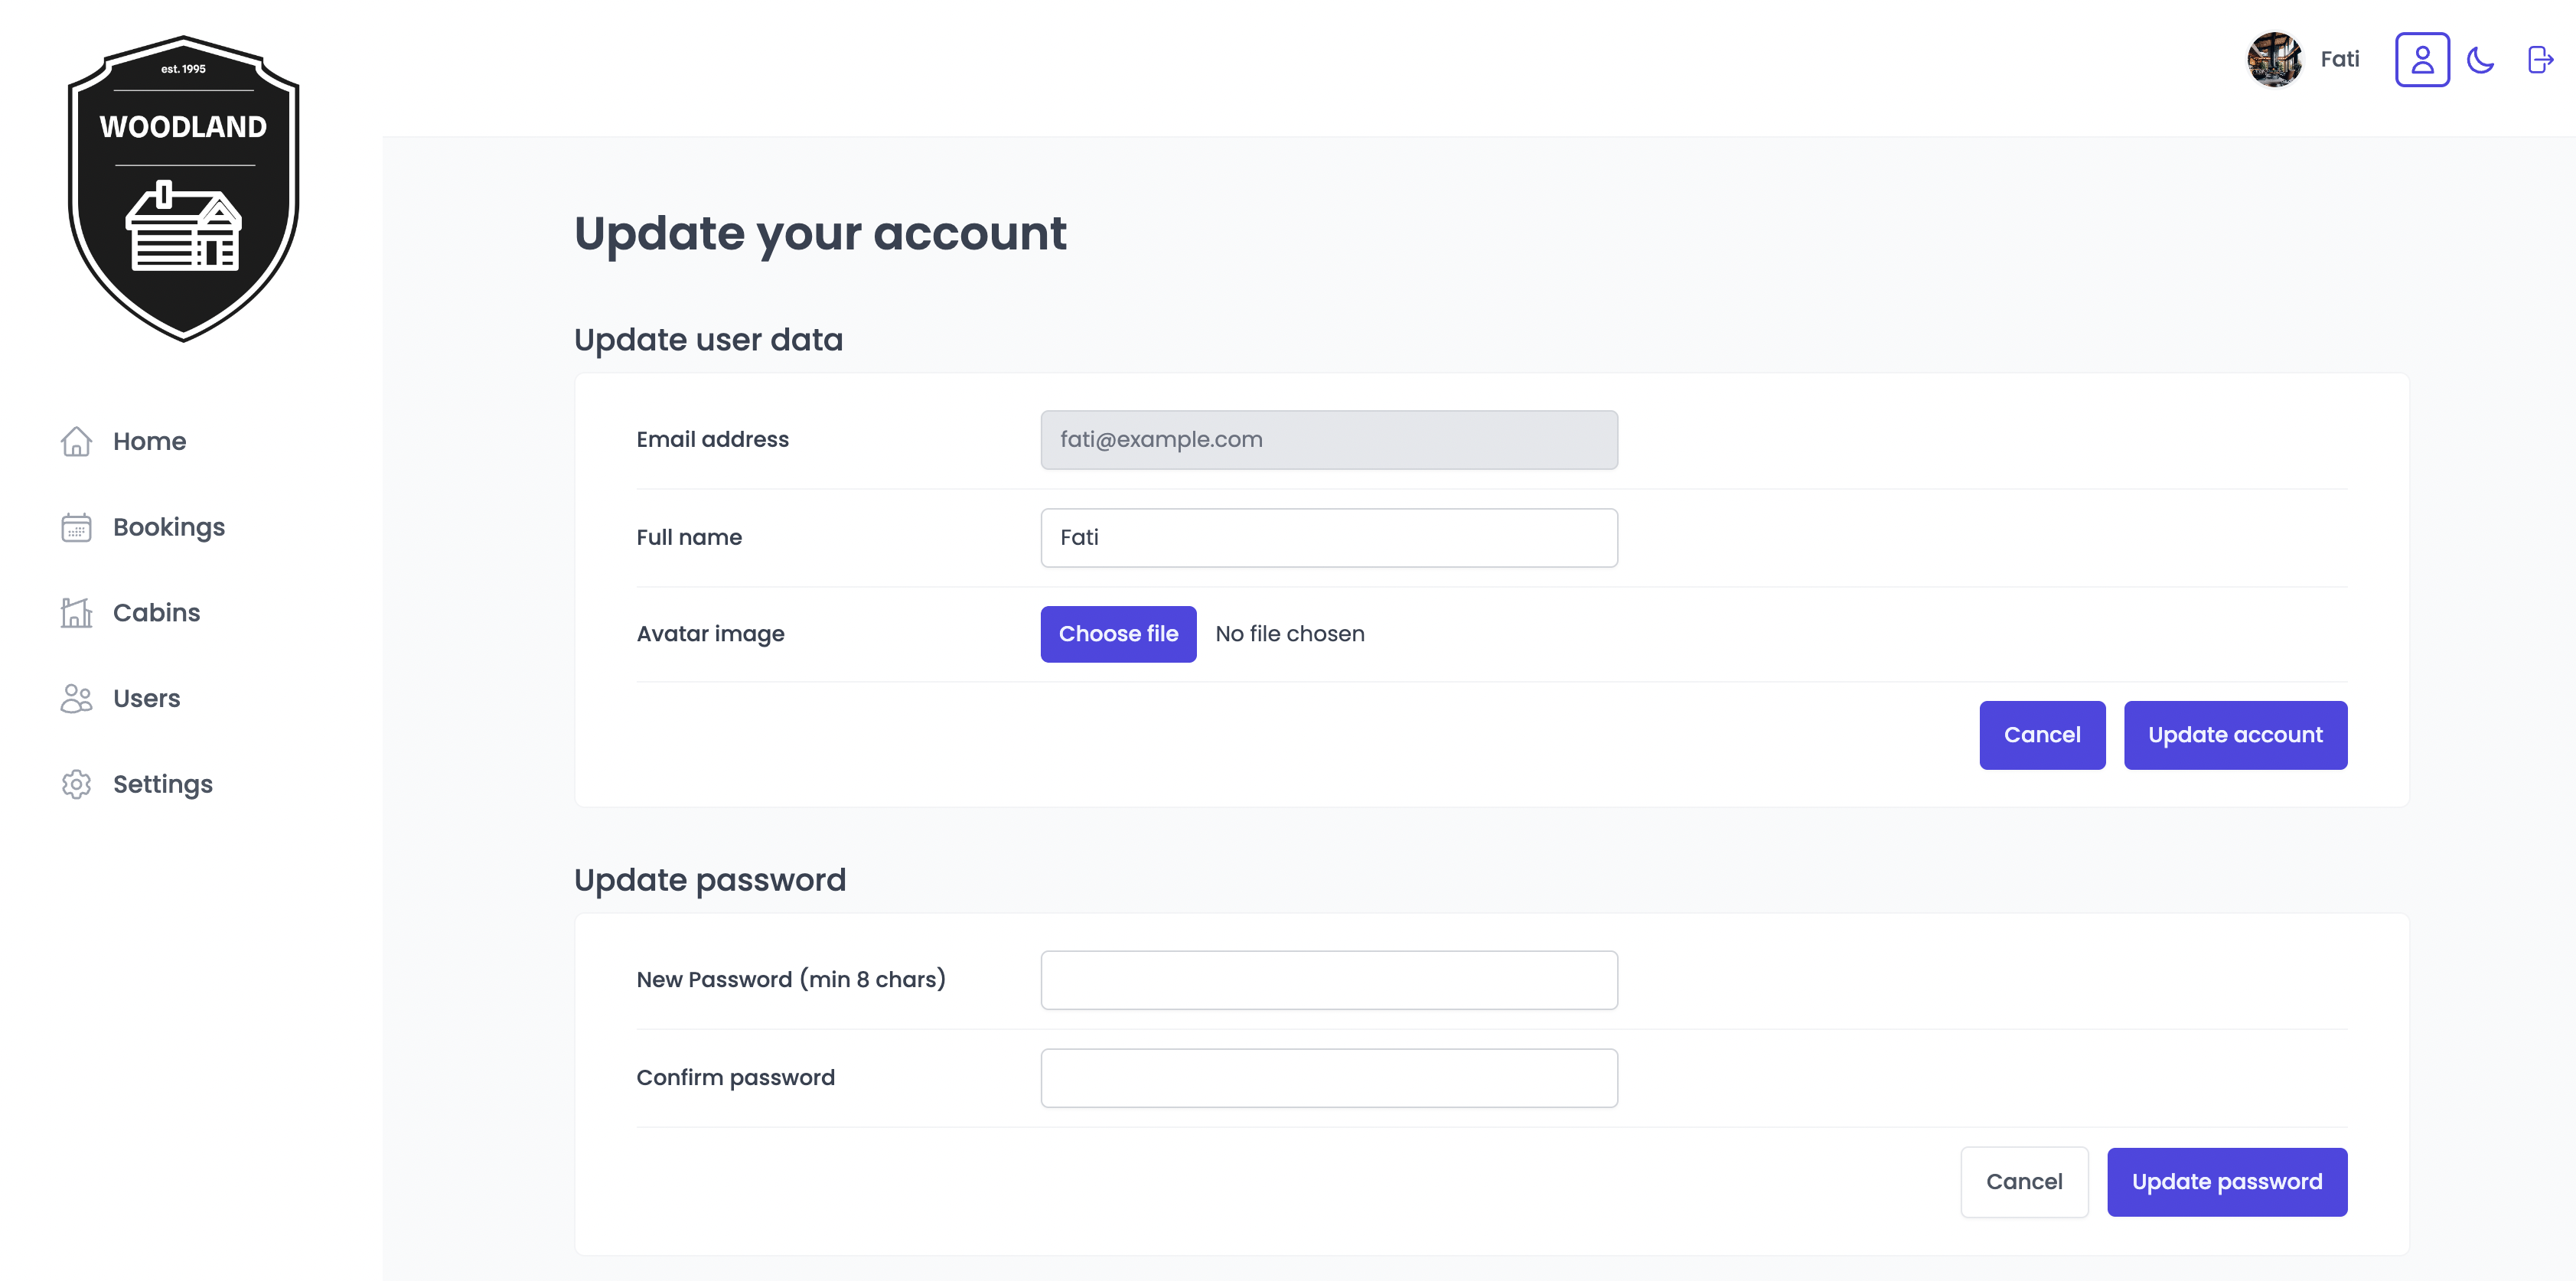 est. 1995
WOODLAND
Home
Bookings
Cabins
Users
Settings
Fati
Update your account
Update user data
Email address fati@example.com
Full name Fati
Avatar image Choose file No file chosen
Cancel Update account
Update password
New Password (min 8 chars)
Confirm password
Cancel Update password